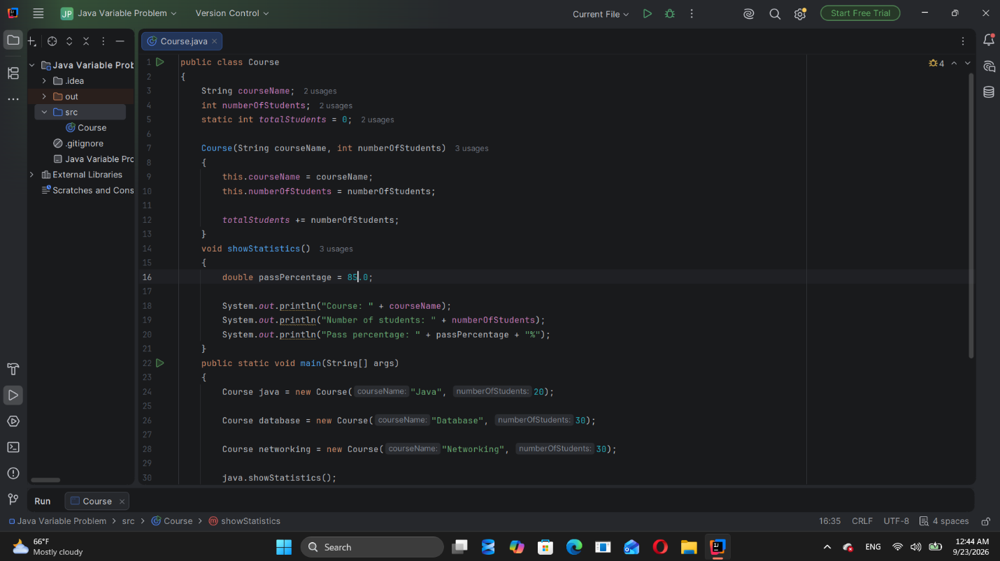 JP Java Variable Problem Version Control Current File Start Free Trial
Course.java
Java Variable Prob
.idea
out
src
Course
.gitignore
Java Variable Pro
External Libraries
Scratches and Cons
4
1 public class Course
2 {
3 String courseName; 2 usages
4 int numberOfStudents; 2 usages
5 static int totalStudents = 0; 2 usages
6
7 Course(String courseName, int numberOfStudents) 3 usages
8 {
9 this.courseName = courseName;
10 this.numberOfStudents = numberOfStudents;
11
12 totalStudents += numberOfStudents;
13 }
14 void showStatistics() 3 usages
15 {
16 double passPercentage = 85.0;
17
18 System.out.println("Course: " + courseName);
19 System.out.println("Number of students: " + numberOfStudents);
20 System.out.println("Pass percentage: " + passPercentage + "%");
21 }
22 public static void main(String[] args)
23 {
24 Course java = new Course( courseName: "Java", numberOfStudents: 20);
25
26 Course database = new Course( courseName: "Database", numberOfStudents: 30);
27
28 Course networking = new Course( courseName: "Networking", numberOfStudents: 30);
29
30 java.showStatistics();
Run Course
Java Variable Problem > src > Course > showStatistics 16:35 CRLF UTF-8 4 spaces
66°F
Mostly cloudy
Search
ENG
12:44 AM
9/23/2026